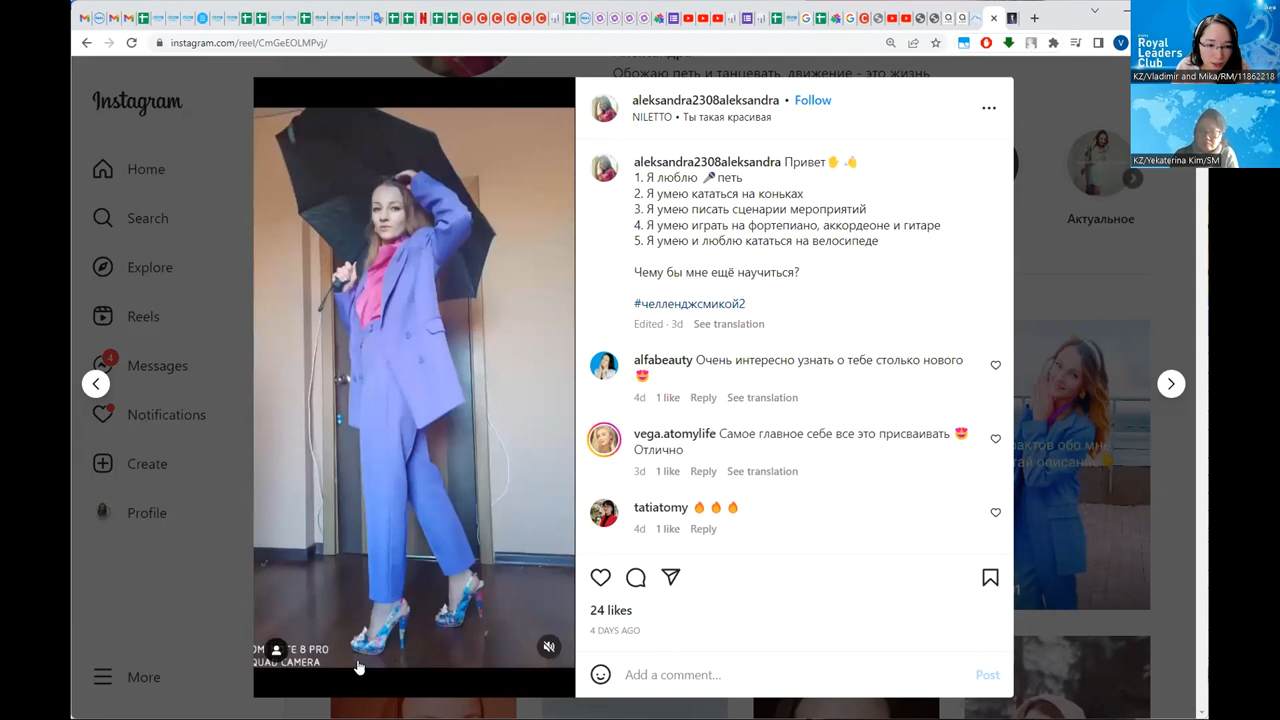 instagram.com/reel/CmGeEOLMPvj/
Royal
Leaders
Club
KZ/Vladimir and Mika/RM/11862218
KZ/Yekaterina Kim/SM
Обожаю петь и танцевать, движение - это жизнь
Instagram
Home
Search
Explore
Reels
4
Messages
Notifications
Create
Profile
More
OM
TE 8 PRO
QUAD CAMERA
aleksandra2308aleksandra • Follow
NILETTO • Ты такая красивая
aleksandra2308aleksandra Привет🖐️ 👋
1. Я люблю 🎤петь
2. Я умею кататься на коньках
3. Я умею писать сценарии мероприятий
4. Я умею играть на фортепиано, аккордеоне и гитаре
5. Я умею и люблю кататься на велосипеде
Чему бы мне ещё научиться?
#челленджсмикой2
Edited · 3d See translation
alfabeauty Очень интересно узнать о тебе столько нового
😍
4d 1 like Reply See translation
vega.atomylife Самое главное себе все это присваивать 😍
Отлично
3d 1 like Reply See translation
tatiatomy 🔥 🔥 🔥
4d 1 like Reply
24 likes
4 DAYS AGO
Add a comment...
Post
Актуальное